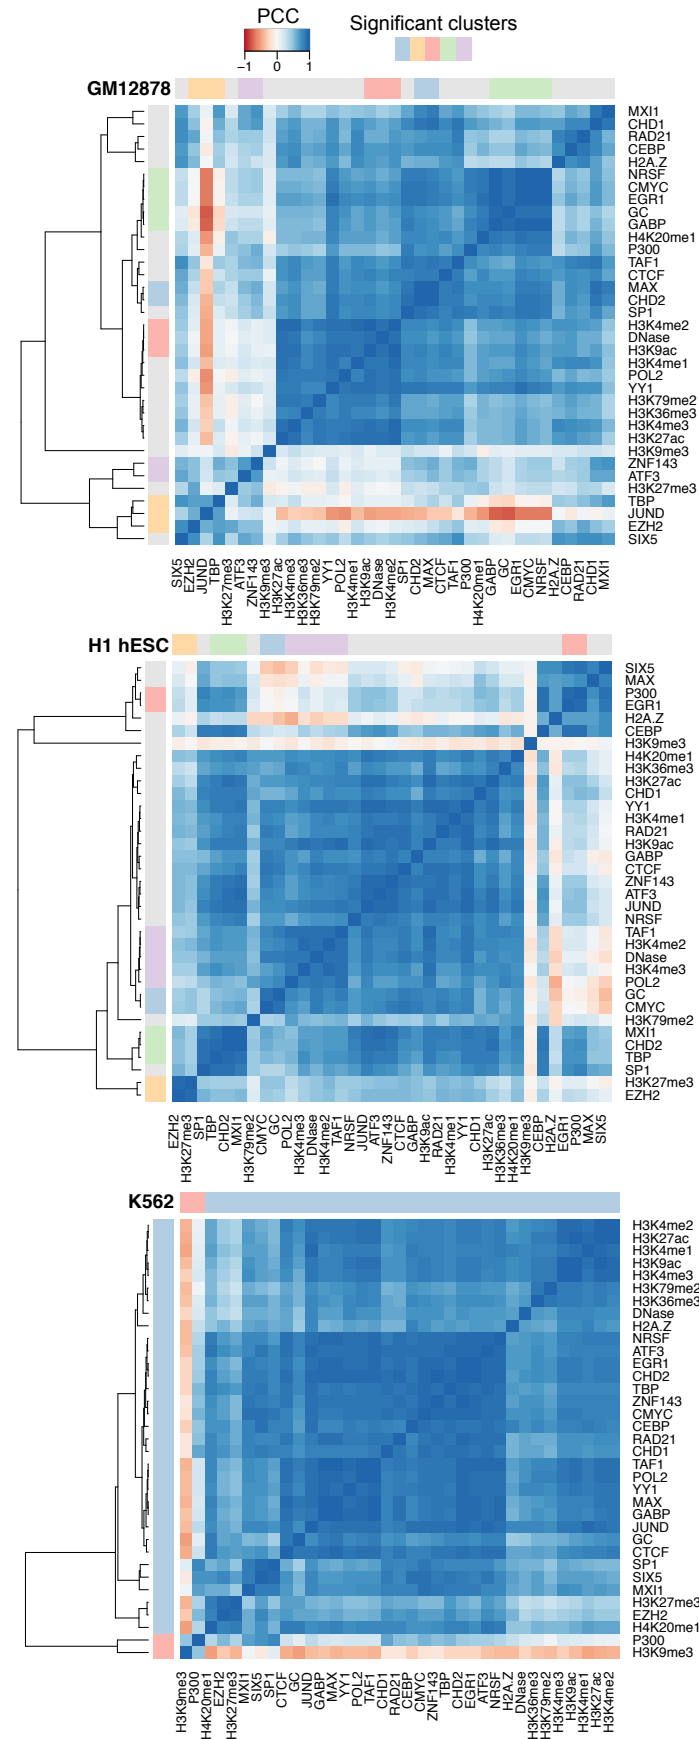 PCC
Significant clusters
−1 0 1
GM12878
MXI1
CHD1
RAD21
CEBP
H2A.Z
NRSF
CMYC
EGR1
GC
GABP
H4K20me1
P300
TAF1
CTCF
MAX
CHD2
SP1
H3K4me2
DNase
H3K9ac
H3K4me1
POL2
YY1
H3K79me2
H3K36me3
H3K4me3
H3K27ac
H3K9me3
ZNF143
ATF3
H3K27me3
TBP
JUND
EZH2
SIX5
SIX5 EZH2 JUND TBP H3K27me3 ATF3 ZNF143 H3K9me3 H3K27ac H3K4me3 H3K36me3 H3K79me2 YY1 POL2 H3K4me1 H3K9ac DNase H3K4me2 SP1 CHD2 MAX CTCF TAF1 P300 H4K20me1 GABP GC EGR1 CMYC NRSF H2A.Z CEBP RAD21 CHD1 MXI1
H1 hESC
SIX5
MAX
P300
EGR1
H2A.Z
CEBP
H3K9me3
H4K20me1
H3K36me3
H3K27ac
CHD1
YY1
H3K4me1
RAD21
H3K9ac
GABP
CTCF
ZNF143
ATF3
JUND
NRSF
TAF1
H3K4me2
DNase
H3K4me3
POL2
GC
CMYC
H3K79me2
MXI1
CHD2
TBP
SP1
H3K27me3
EZH2
EZH2 H3K27me3 SP1 TBP CHD2 MXI1 H3K79me2 CMYC GC POL2 H3K4me3 DNase H3K4me2 TAF1 NRSF JUND ATF3 ZNF143 CTCF GABP H3K9ac RAD21 H3K4me1 YY1 CHD1 H3K27ac H3K36me3 H4K20me1 H3K9me3 CEBP H2A.Z EGR1 P300 MAX SIX5
K562
H3K4me2
H3K27ac
H3K4me1
H3K9ac
H3K4me3
H3K79me2
H3K36me3
DNase
H2A.Z
NRSF
ATF3
EGR1
CHD2
TBP
ZNF143
CMYC
CEBP
RAD21
CHD1
TAF1
POL2
YY1
MAX
GABP
JUND
GC
CTCF
SP1
SIX5
MXI1
H3K27me3
EZH2
H4K20me1
P300
H3K9me3
H3K9me3 P300 H4K20me1 EZH2 H3K27me3 MXI1 SIX5 SP1 CTCF GC JUND GABP MAX YY1 POL2 TAF1 CHD1 RAD21 CEBP CMYC ZNF143 TBP CHD2 EGR1 ATF3 NRSF H2A.Z DNase H3K36me3 H3K79me2 H3K4me3 H3K9ac H3K4me1 H3K27ac H3K4me2